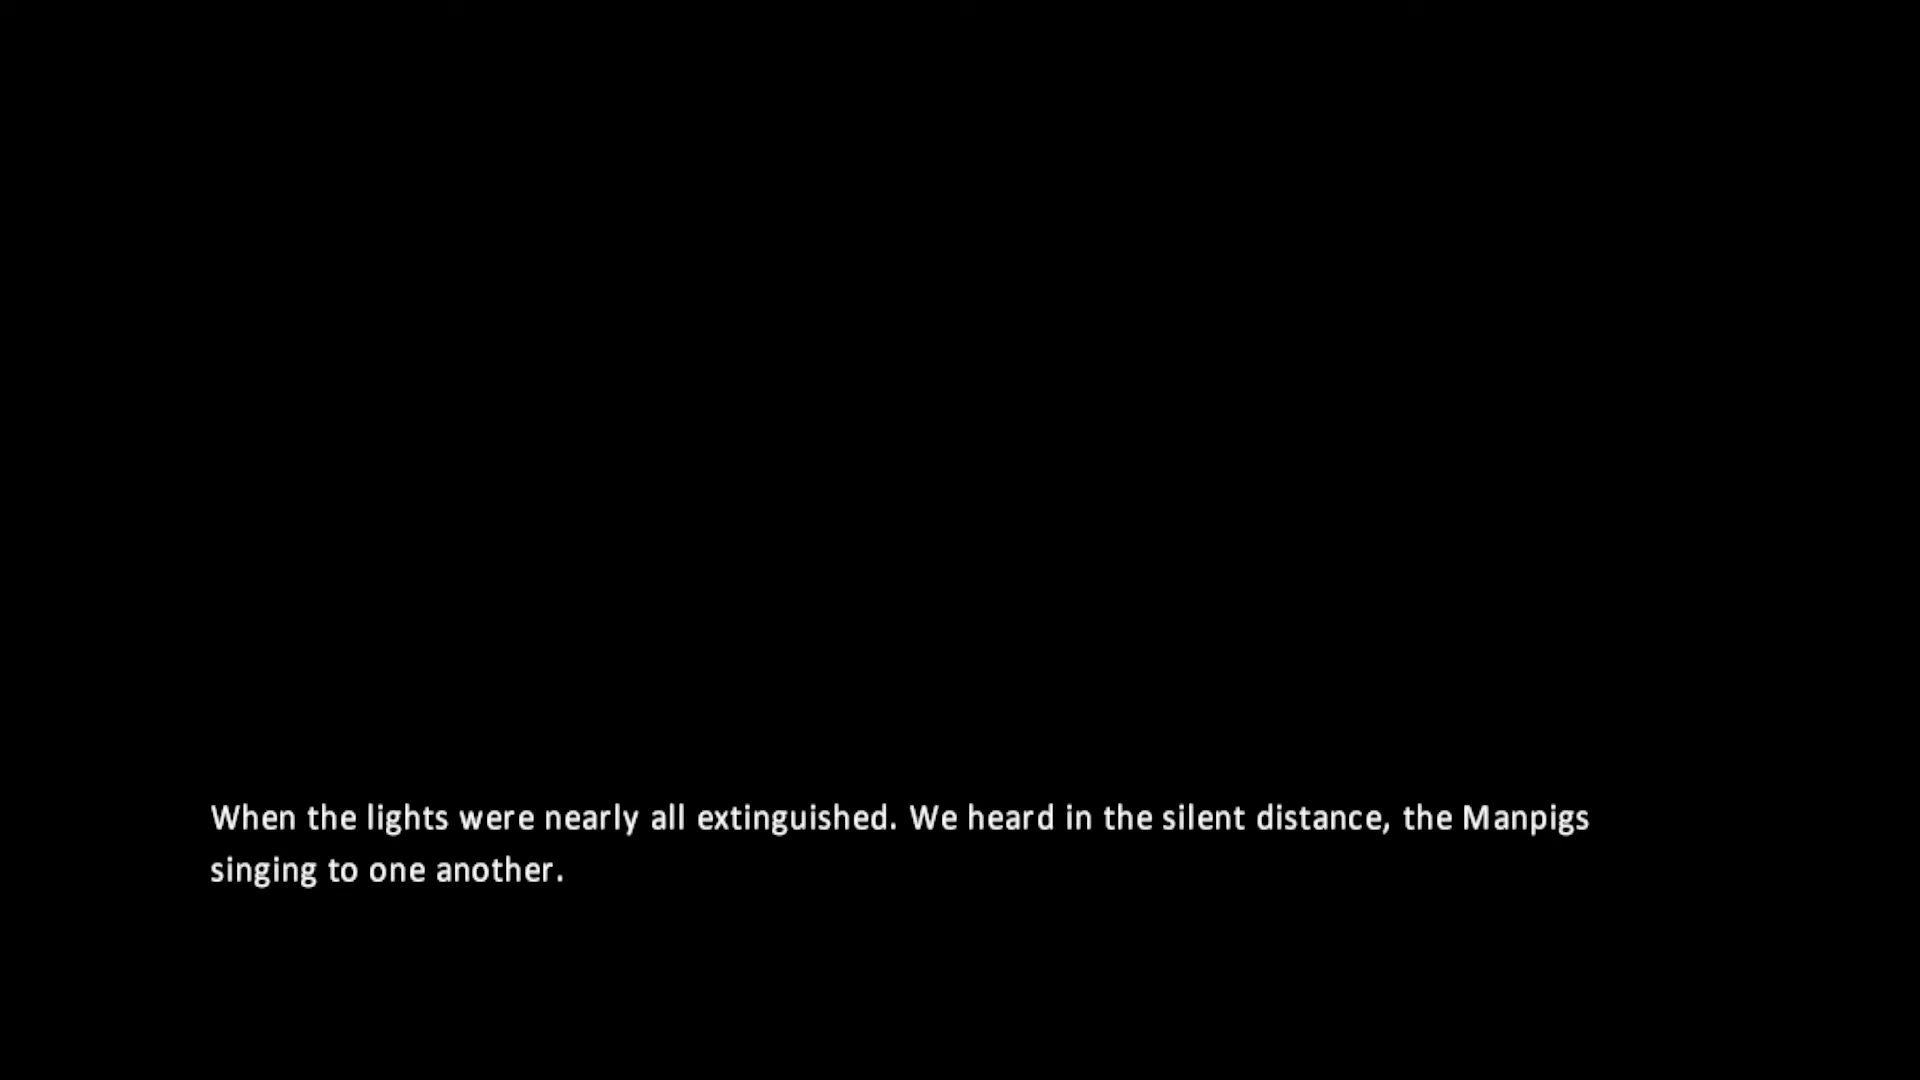 When the lights were nearly all extinguished. We heard in the silent distance, the Manpigs
singing to one another.